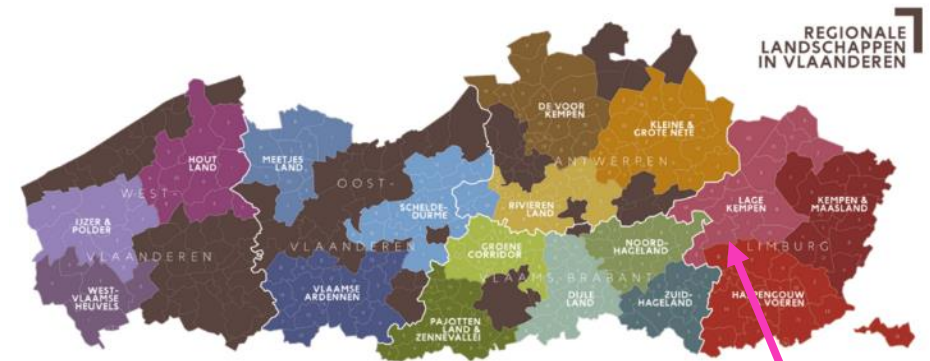 REGIONALE
LANDSCHAPPEN
IN VLAANDEREN
DE VOOR
KEMPEN
KLEINE &
GROTE NETE
HOUT
LAND
MEETJES
LAND
ANTWERPEN
WEST-
OOST-
SCHELDE-
DURME
RIVIEREN
LAND
LAGE
KEMPEN
KEMPEN &
MAASLAND
IJZER &
POLDER
VLAANDEREN
VLAANDEREN
GROENE
CORRIDOR
NOORD-
HAGELAND
LIMBURG
VLAAMS-BRABANT
WEST-
VLAAMSE
HEUVELS
VLAAMSE
ARDENNEN
DIJLE
LAND
ZUID-
HAGELAND
VOEREN
PAJOTTEN
LAND &
ZENNEVALLEI